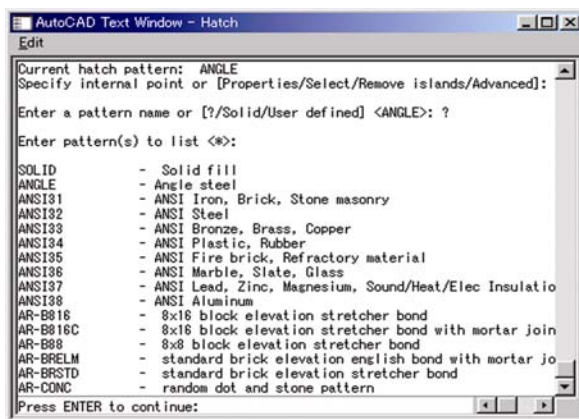 AutoCAD Text Window - Hatch
Edit
Current hatch pattern:  ANGLE
Specify internal point or [Properties/Select/Remove islands/Advanced]:
Enter a pattern name or [?/Solid/User defined] <ANGLE>: ?
Enter pattern(s) to list <*>:
SOLID - Solid fill
ANGLE - Angle steel
ANSI31 - ANSI Iron, Brick, Stone masonry
ANSI32 - ANSI Steel
ANSI33 - ANSI Bronze, Brass, Copper
ANSI34 - ANSI Plastic, Rubber
ANSI35 - ANSI Fire brick, Refractory material
ANSI36 - ANSI Marble, Slate, Glass
ANSI37 - ANSI Lead, Zinc, Magnesium, Sound/Heat/Elec Insulatio
ANSI38 - ANSI Aluminum
AR-B816 - 8x16 block elevation stretcher bond
AR-B816C - 8x16 block elevation stretcher bond with mortar join
AR-B88 - 8x8 block elevation stretcher bond
AR-BRELM - standard brick elevation english bond with mortar jo
AR-BRSTD - standard brick elevation stretcher bond
AR-CONC - random dot and stone pattern
Press ENTER to continue: